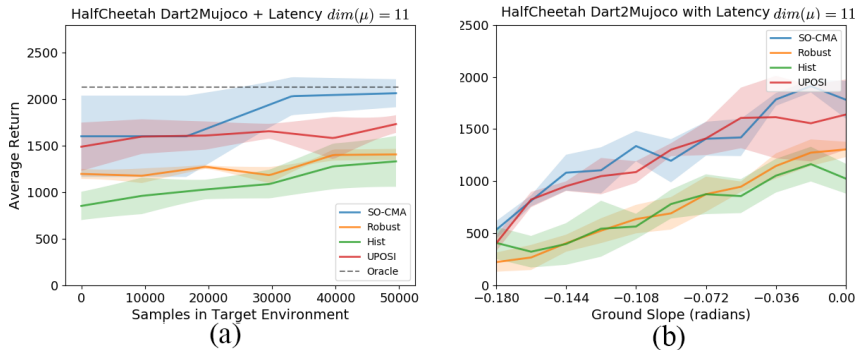 HalfCheetah Dart2Mujoco + Latency dim(μ) = 11
2500
2000
1500
1000
500
0
Average Return
SO-CMA
Robust
Hist
UPOSI
Oracle
0 10000 20000 30000 40000 50000
Samples in Target Environment
(a)
HalfCheetah Dart2Mujoco with Latency dim(μ) = 11
2500
2000
1500
1000
500
0
SO-CMA
Robust
Hist
UPOSI
−0.180 −0.144 −0.108 −0.072 −0.036 0.00
Ground Slope (radians)
(b)